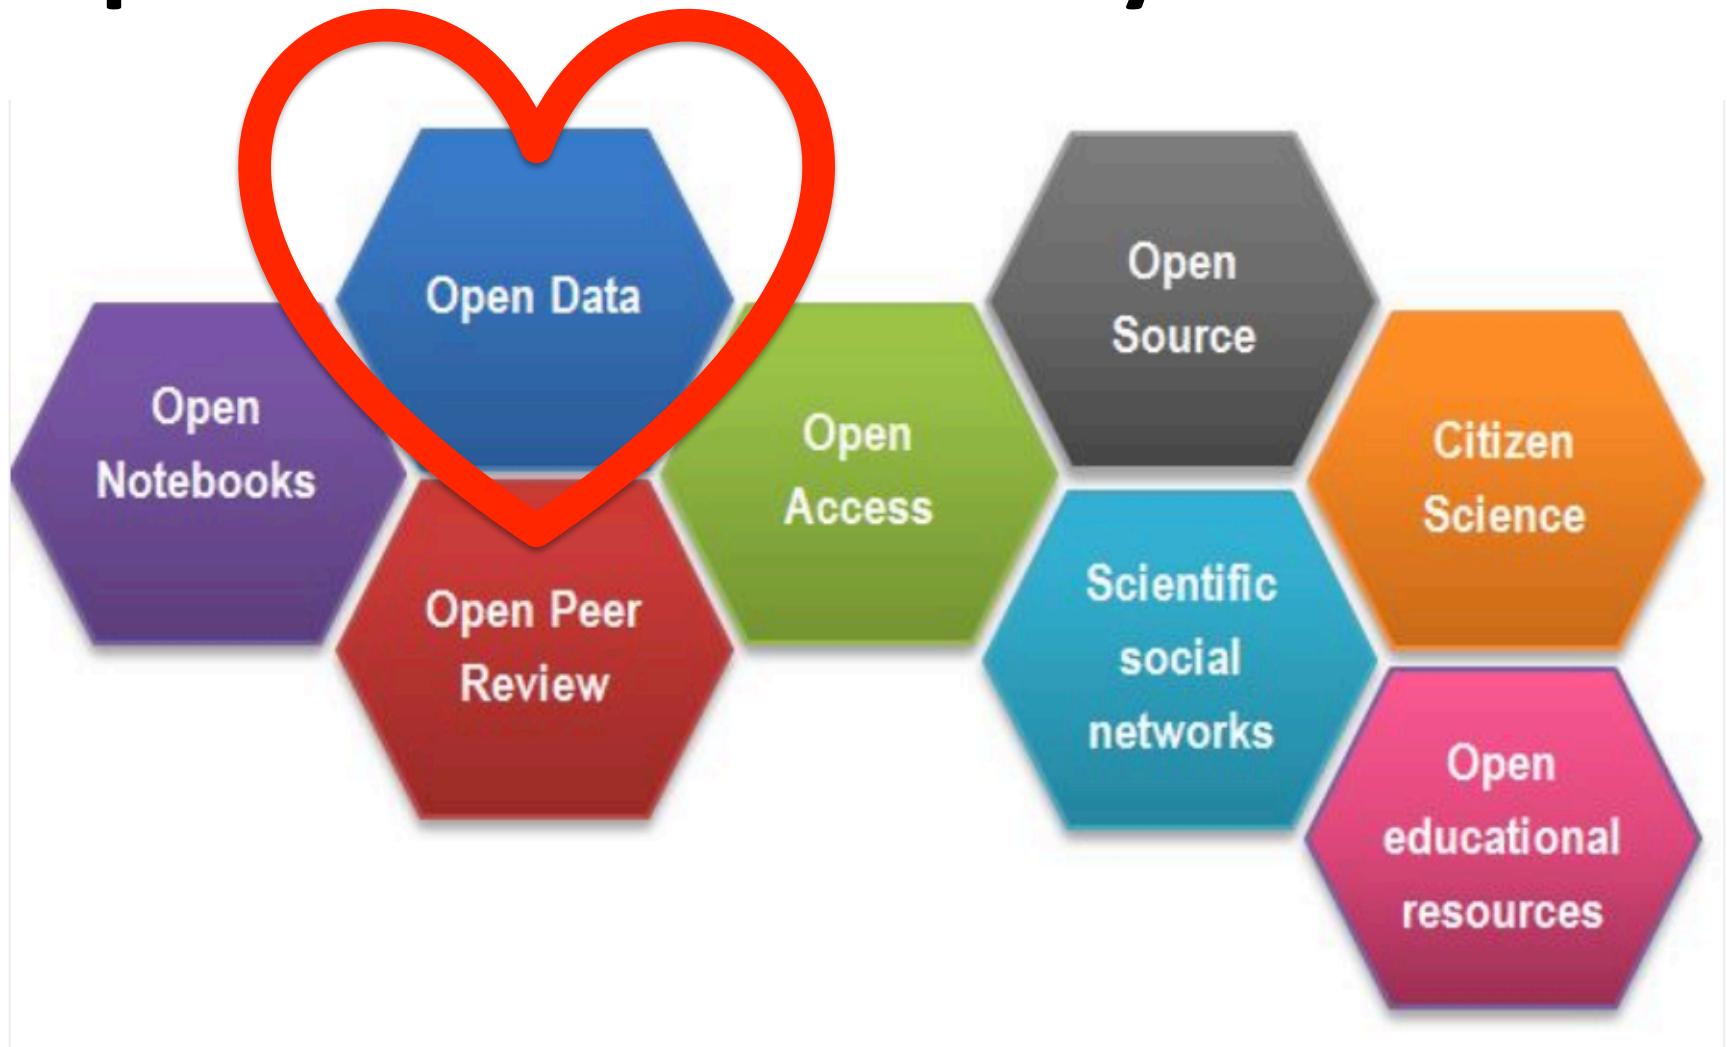 Open Data
Open
Notebooks
Open Peer
Review
Open
Access
Open
Source
Scientific
social
networks
Citizen
Science
Open
educational
resources